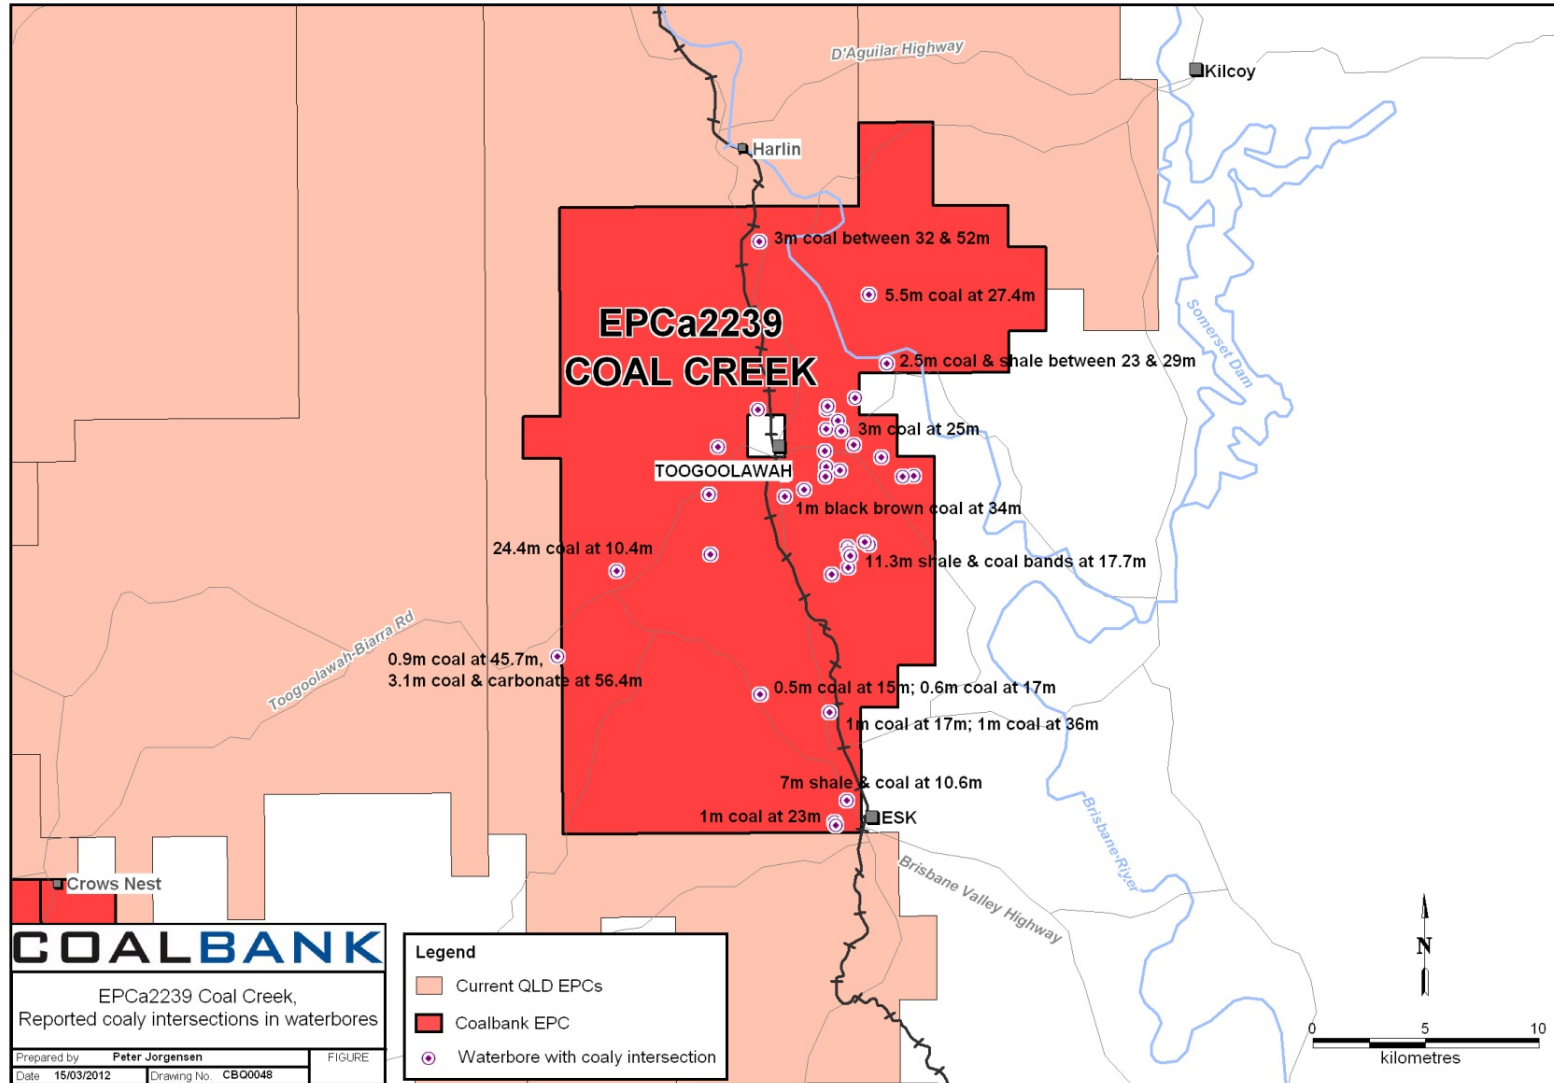 D'Aguilar Highway
Kilcoy
Harlin
3m coal between 32 & 52m
5.5m coal at 27.4m
EPCa2239
COAL CREEK
Somerset Dam
2.5m coal & shale between 23 & 29m
3m coal at 25m
TOOGOOLAWAH
1m black brown coal at 34m
24.4m coal at 10.4m
11.3m shale & coal bands at 17.7m
Toogoolawah-Biarra Rd
0.9m coal at 45.7m,
3.1m coal & carbonate at 56.4m
0.5m coal at 15m; 0.6m coal at 17m
1m coal at 17m; 1m coal at 36m
7m shale & coal at 10.6m
1m coal at 23m
ESK
Brisbane River
Brisbane Valley Highway
Crows Nest
COALBANK
EPCa2239 Coal Creek,
Reported coaly intersections in waterbores
Prepared by Peter Jorgensen
FIGURE
Date 15/03/2012
Drawing No. CBQ0048
Legend
Current QLD EPCs
Coalbank EPC
Waterbore with coaly intersection
N
0 5 10
kilometres